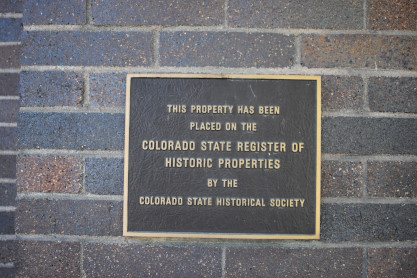 THIS PROPERTY HAS BEEN
PLACED ON THE
COLORADO STATE REGISTER OF
HISTORIC PROPERTIES
BY THE
COLORADO STATE HISTORICAL SOCIETY